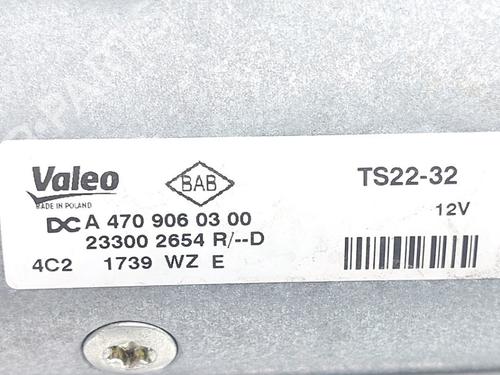 Valeo
MADE IN POLAND
BAB
TS22-32
12V
DC A 470 906 03 00
23300 2654 R/--D
4C2 1739 WZ E